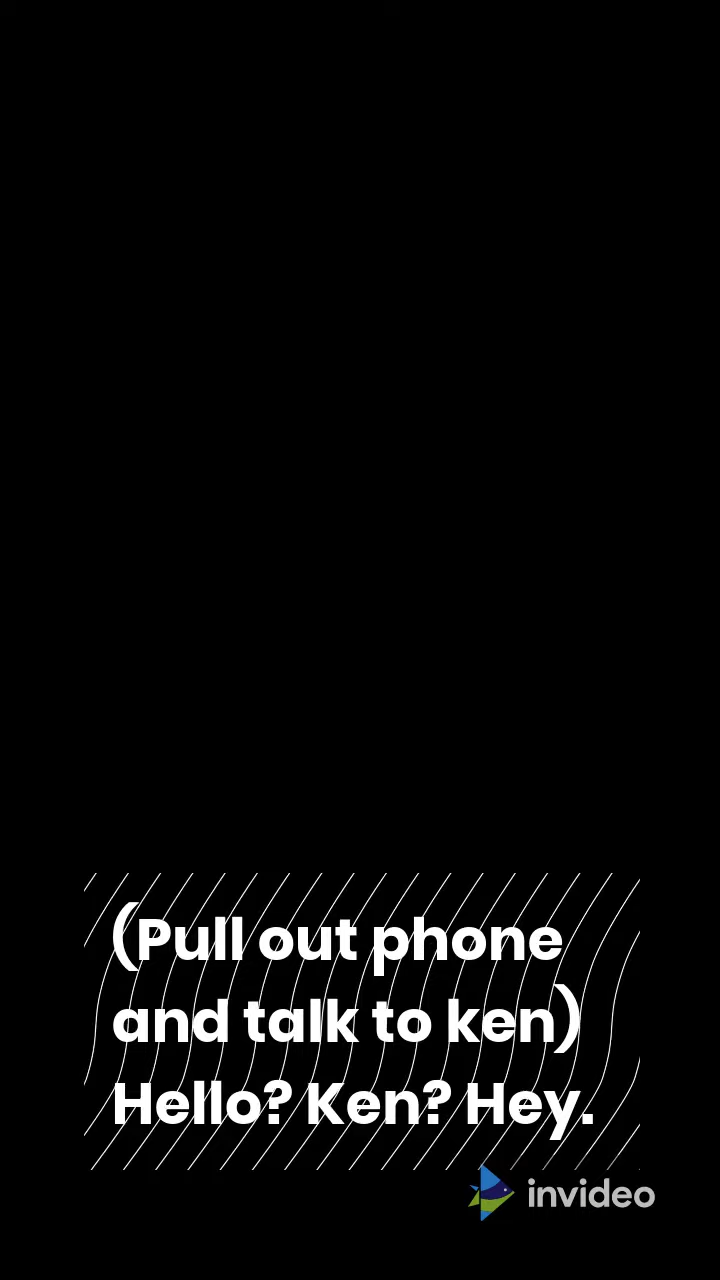 (Pull out phone
and talk to ken)
Hello? Ken? Hey.
invideo